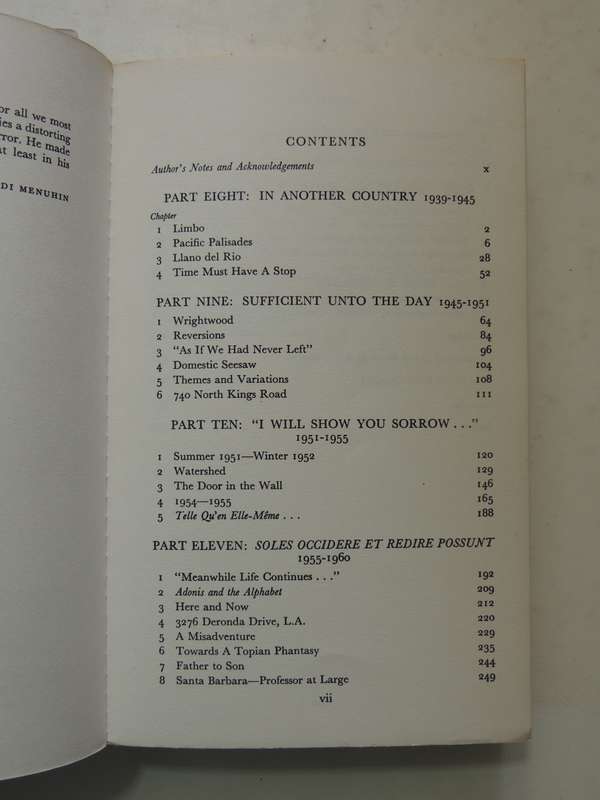 or all we most
ies a distorting
rror. He made
t least in his
DI MENUHIN
CONTENTS
Author's Notes and Acknowledgements x
PART EIGHT: IN ANOTHER COUNTRY 1939-1945
Chapter
1 Limbo 2
2 Pacific Palisades 6
3 Llano del Rio 28
4 Time Must Have A Stop 52
PART NINE: SUFFICIENT UNTO THE DAY 1945-1951
1 Wrightwood 64
2 Reversions 84
3 "As If We Had Never Left" 96
4 Domestic Seesaw 104
5 Themes and Variations 108
6 740 North Kings Road 111
PART TEN: "I WILL SHOW YOU SORROW . . ."
1951-1955
1 Summer 1951—Winter 1952 120
2 Watershed 129
3 The Door in the Wall 146
4 1954—1955 165
5 Telle Qu'en Elle-Même . . . 188
PART ELEVEN: SOLES OCCIDERE ET REDIRE POSSUNT
1955-1960
1 "Meanwhile Life Continues . . ." 192
2 Adonis and the Alphabet 209
3 Here and Now 212
4 3276 Deronda Drive, L.A. 220
5 A Misadventure 229
6 Towards A Topian Phantasy 235
7 Father to Son 244
8 Santa Barbara—Professor at Large 249
vii